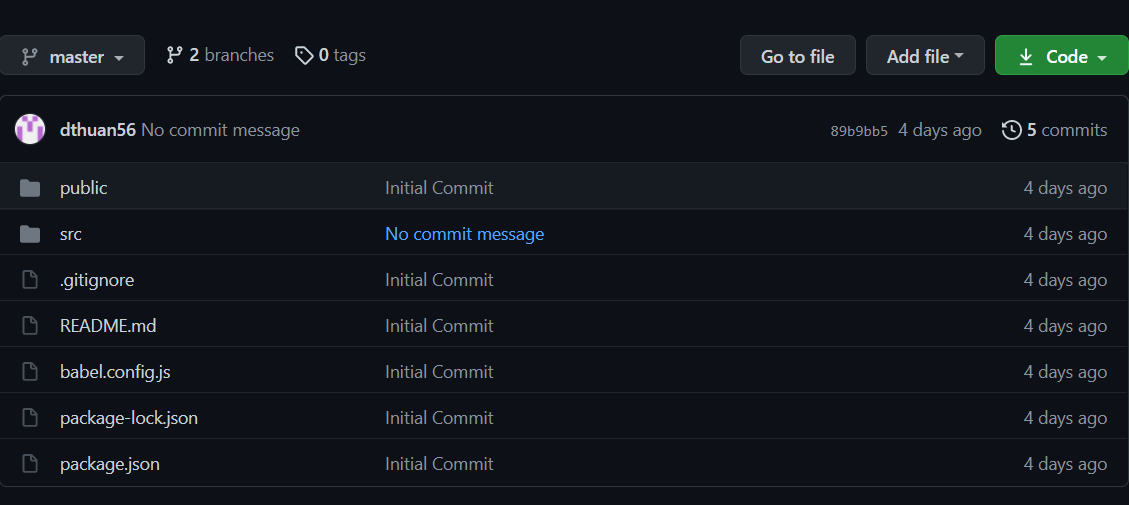 master 2 branches 0 tags Go to file Add file Code
dthuan56 No commit message 89b9bb5 4 days ago 5 commits
public Initial Commit 4 days ago
src No commit message 4 days ago
.gitignore Initial Commit 4 days ago
README.md Initial Commit 4 days ago
babel.config.js Initial Commit 4 days ago
package-lock.json Initial Commit 4 days ago
package.json Initial Commit 4 days ago